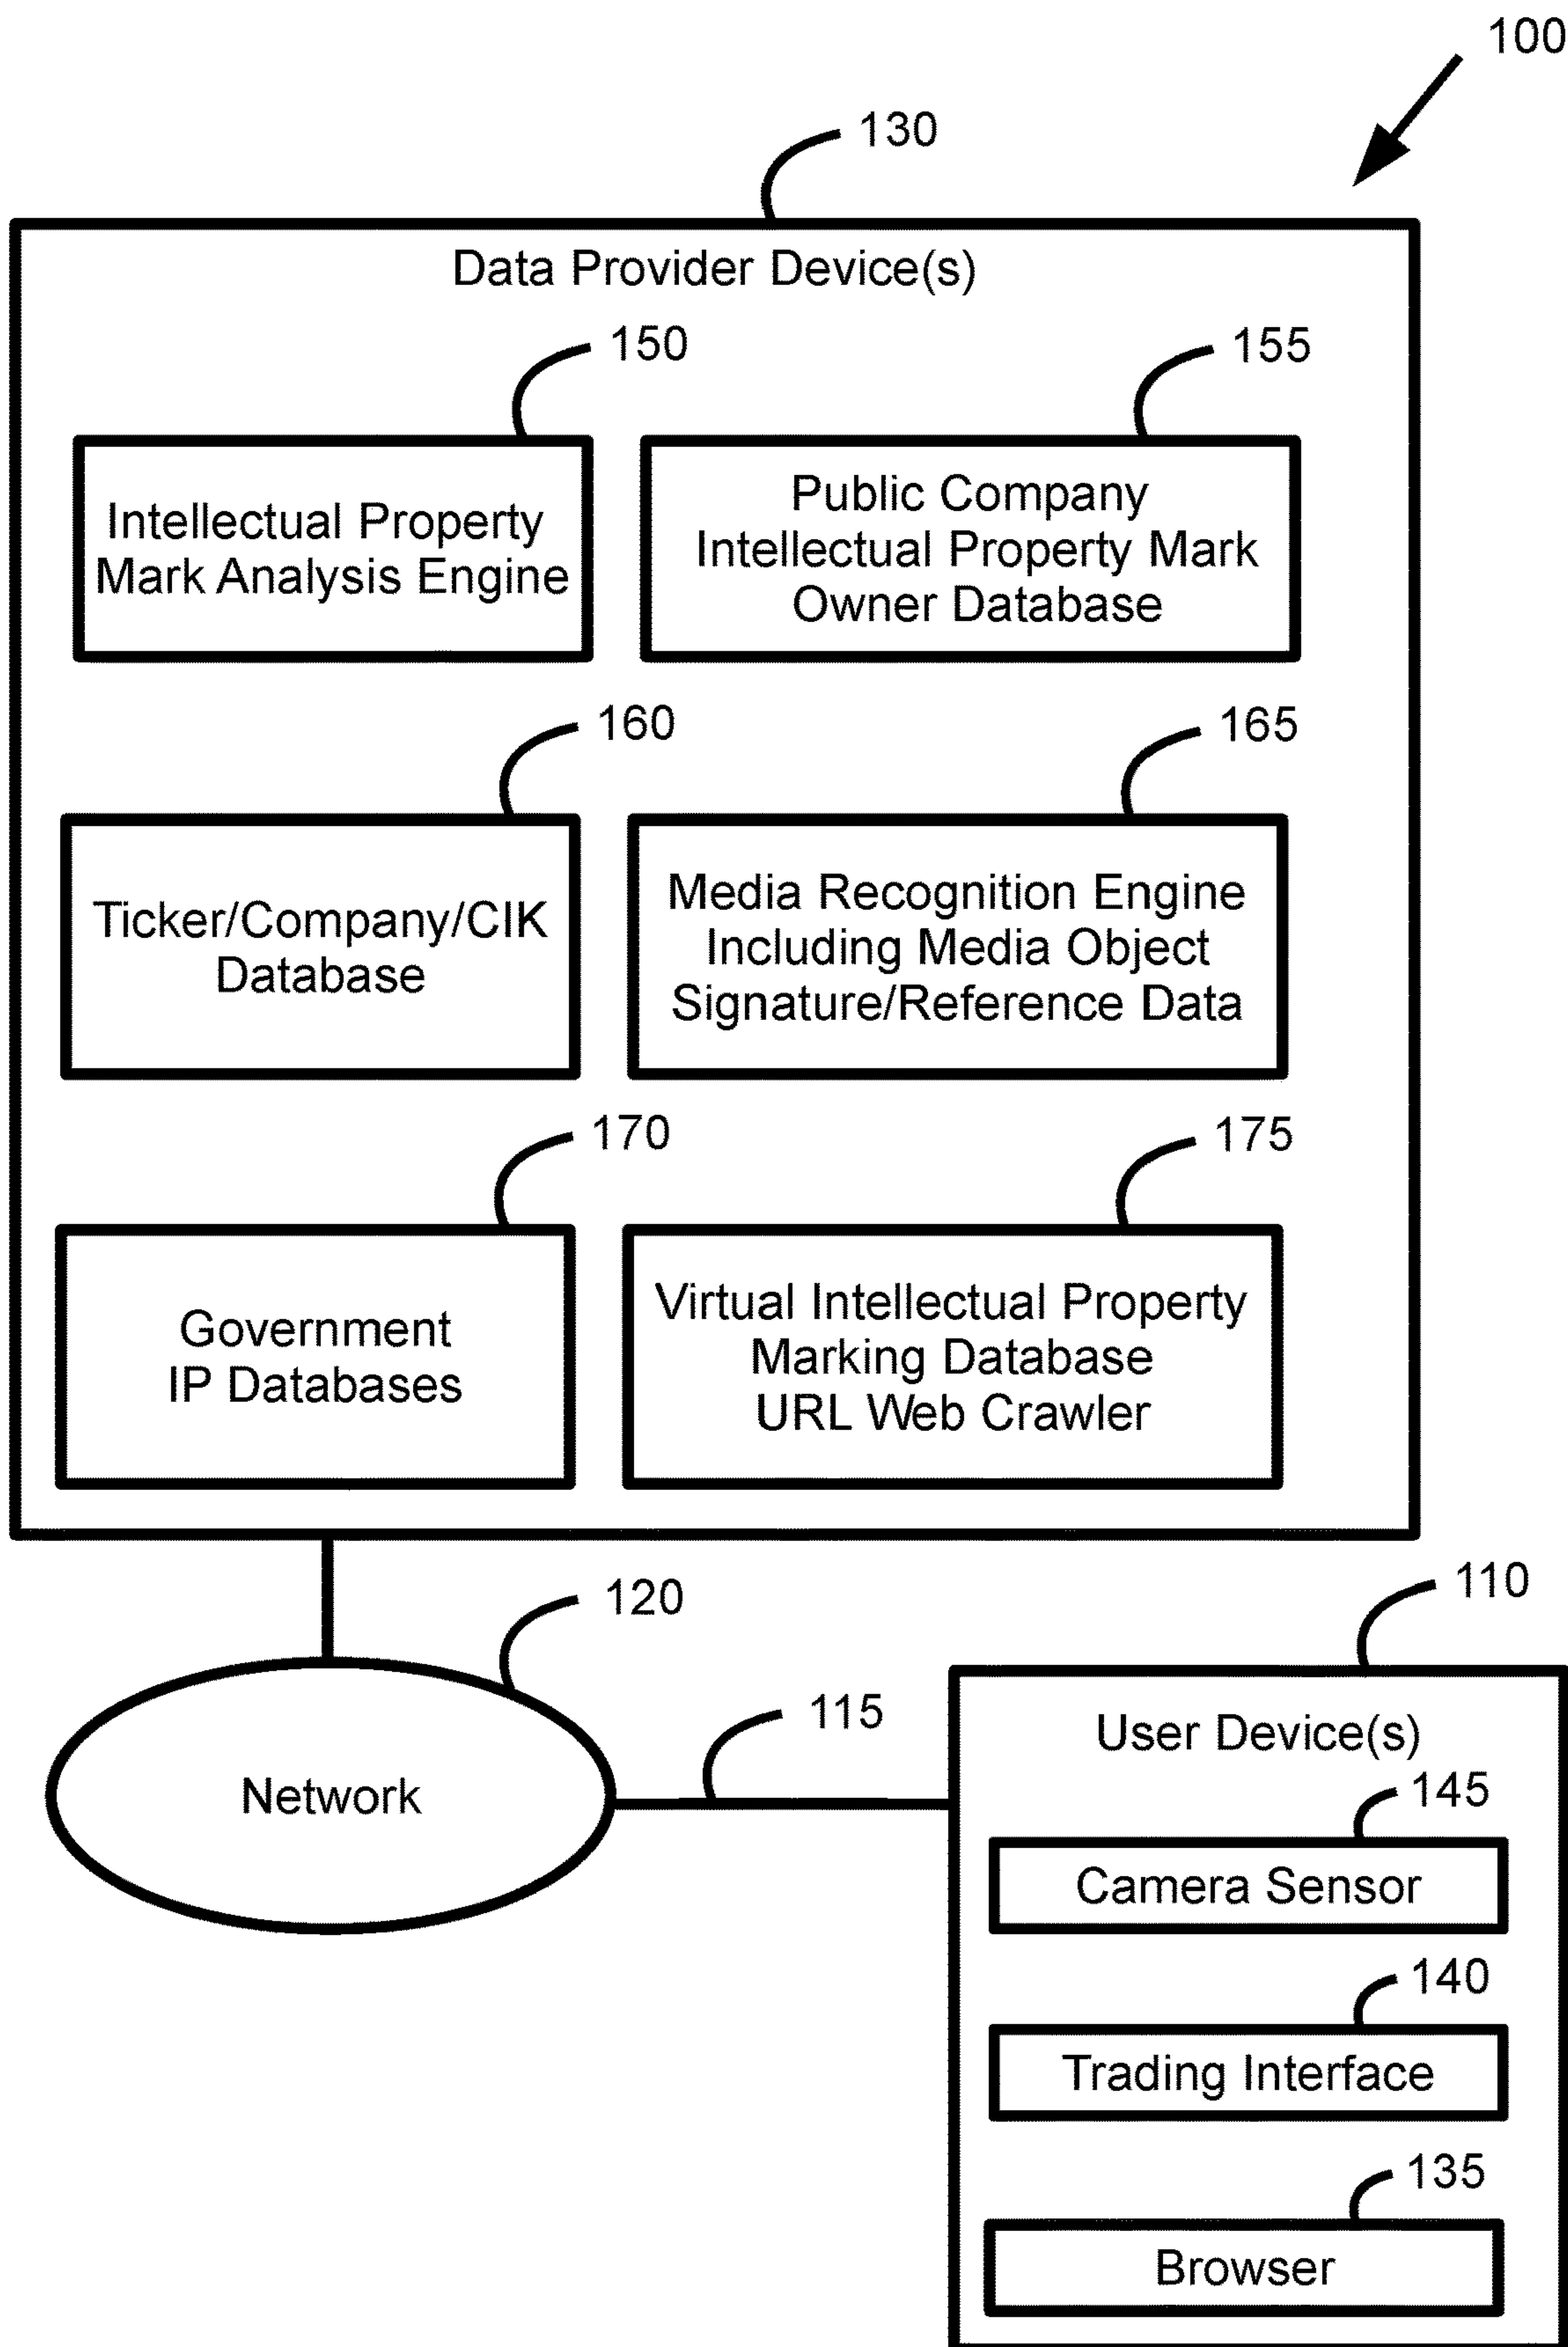 100
130
Data Provider Device(s)
150
155
Intellectual Property
Mark Analysis Engine
Public Company
Intellectual Property Mark
Owner Database
160
165
Ticker/Company/CIK
Database
Media Recognition Engine
Including Media Object
Signature/Reference Data
170
175
Government
IP Databases
Virtual Intellectual Property
Marking Database
URL Web Crawler
120
110
115
Network
User Device(s)
145
Camera Sensor
140
Trading Interface
135
Browser